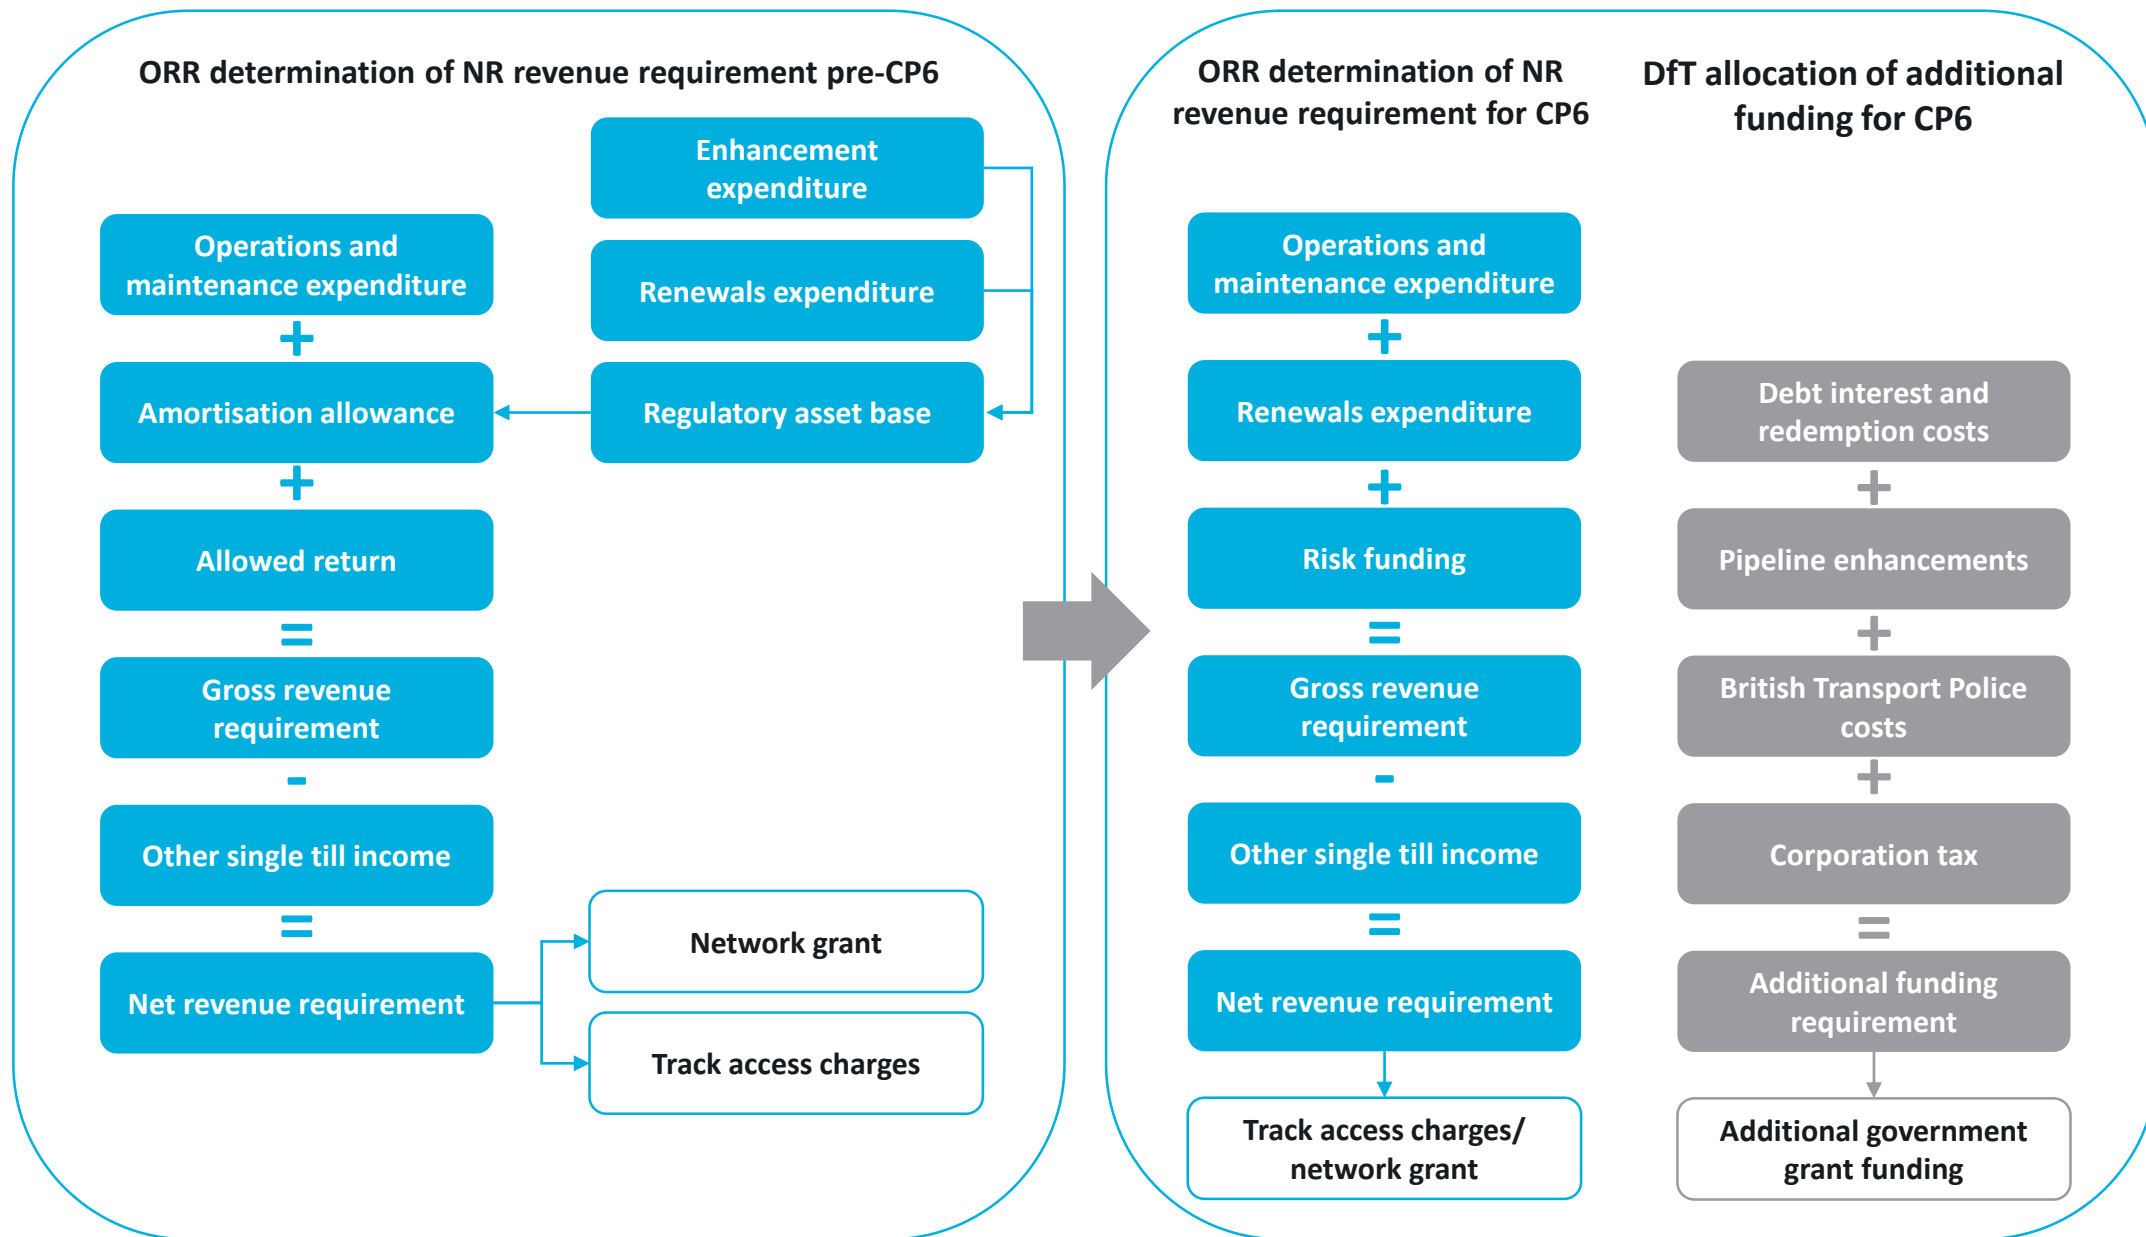 ORR determination of NR revenue requirement pre-CP6
Enhancement
expenditure
Operations and
maintenance expenditure
Renewals expenditure
+
Amortisation allowance
Regulatory asset base
+
Allowed return
=
Gross revenue
requirement
-
Other single till income
=
Net revenue requirement
Network grant
Track access charges
ORR determination of NR
revenue requirement for CP6
Operations and
maintenance expenditure
+
Renewals expenditure
+
Risk funding
=
Gross revenue
requirement
-
Other single till income
=
Net revenue requirement
Track access charges/
network grant
DfT allocation of additional
funding for CP6
Debt interest and
redemption costs
+
Pipeline enhancements
+
British Transport Police
costs
+
Corporation tax
=
Additional funding
requirement
Additional government
grant funding